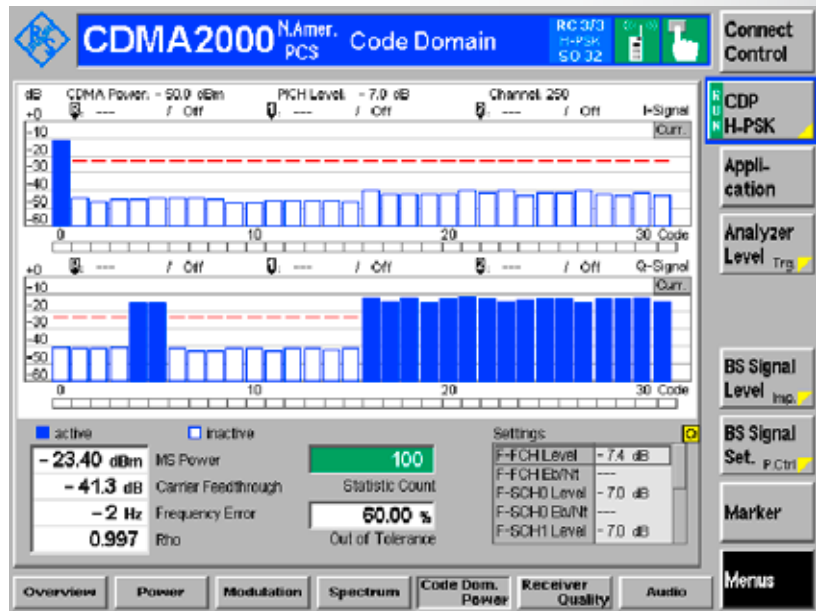 CDMA2000 N.Amer. PCS Code Domain
RC 3/3
H-PSK
SO 32
Connect Control
dB CDMA Power: - 50.0 dBm PICH Level: - 7.0 dB Channel: 250
+0 --- / Off --- / Off --- / Off I-Signal
Curr.
-10
-20
-30
-40
-50
-60
0 10 20 30 Code
+0 --- / Off --- / Off --- / Off Q-Signal
Curr.
-10
-20
-30
-40
-50
-60
0 10 20 30 Code
active inactive
- 23.40 dBm MS Power
- 41.3 dB Carrier Feedthrough
- 2 Hz Frequency Error
0.997 Rho
100
Statistic Count
60.00 %
Out of Tolerance
Settings
F-FCH Level - 7.4 dB
F-FCH Eb/Nt ---
F-SCH0 Level - 7.0 dB
F-SCH0 Eb/Nt ---
F-SCH1 Level - 7.0 dB
RUN
CDP
H-PSK
Appli-
cation
Analyzer
Level Trg.
BS Signal
Level Imp.
BS Signal
Set. P.Ctrl
Marker
Menus
Overview Power Modulation Spectrum Code Dom. Power Receiver Quality Audio